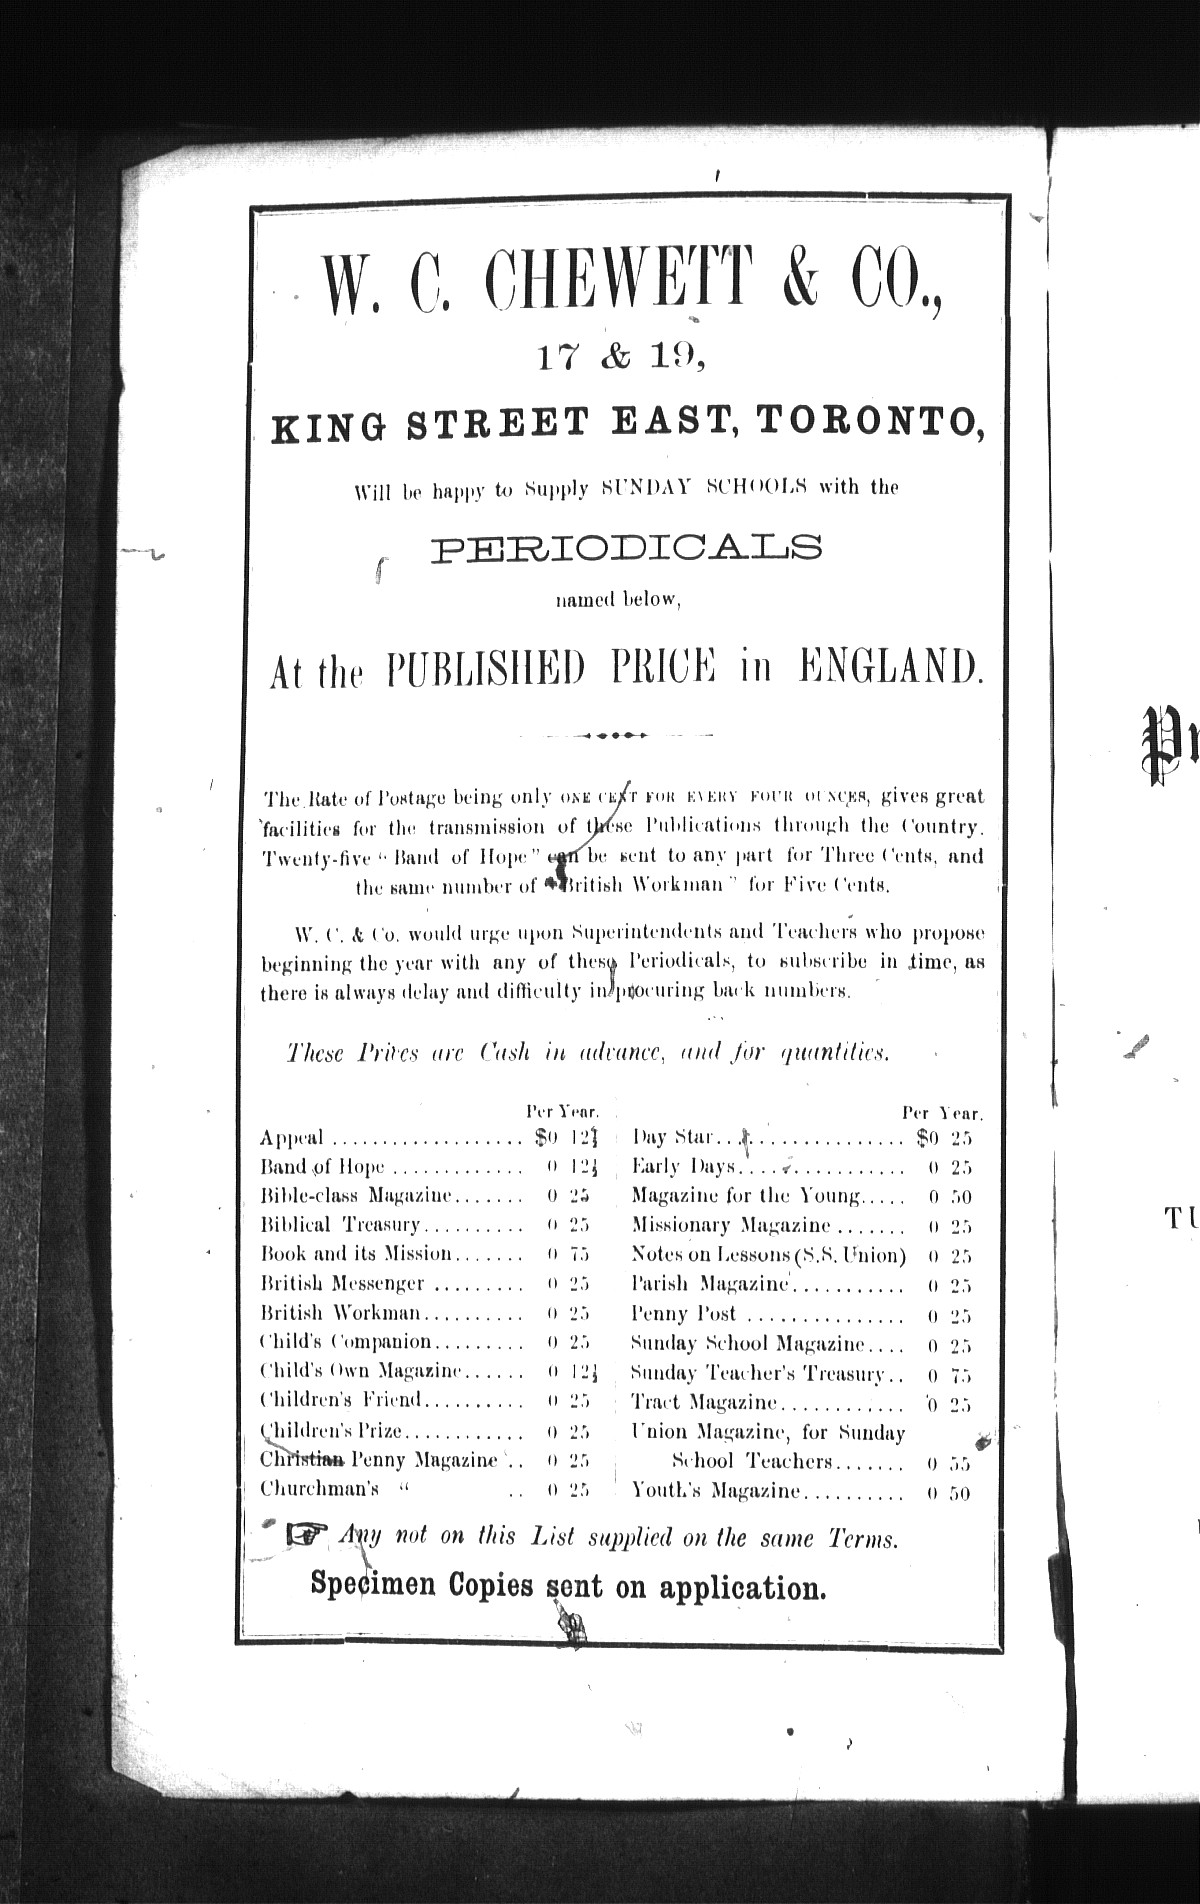 W. C. CHEWETT & CO.,
17 & 19,
KING STREET EAST, TORONTO,
Will be happy to Supply SUNDAY SCHOOLS with the
PERIODICALS
named below,
At the PUBLISHED PRICE in ENGLAND.
The Rate of Postage being only ONE CENT FOR EVERY FOUR OUNCES, gives great
facilities for the transmission of these Publications through the Country.
Twenty-five "Band of Hope" can be sent to any part for Three Cents, and
the same number of "British Workman" for Five Cents.
W. C. & Co. would urge upon Superintendents and Teachers who propose
beginning the year with any of these Periodicals, to subscribe in time, as
there is always delay and difficulty in procuring back numbers.
These Prices are Cash in advance, and for quantities.
Per Year.
Appeal .................. $0 12½
Band of Hope ............. 0 12½
Bible-class Magazine....... 0 25
Biblical Treasury.......... 0 25
Book and its Mission....... 0 75
British Messenger ......... 0 25
British Workman.......... 0 25
Child's Companion......... 0 25
Child's Own Magazine...... 0 12½
Children's Friend.......... 0 25
Children's Prize............ 0 25
Christian Penny Magazine .. 0 25
Churchman's " .. 0 25
Per Year.
Day Star.................. $0 25
Early Days................ 0 25
Magazine for the Young..... 0 50
Missionary Magazine ....... 0 25
Notes on Lessons (S.S. Union) 0 25
Parish Magazine........... 0 25
Penny Post ............... 0 25
Sunday School Magazine.... 0 25
Sunday Teacher's Treasury.. 0 75
Tract Magazine............ 0 25
Union Magazine, for Sunday
School Teachers....... 0 55
Youth's Magazine.......... 0 50
☞ Any not on this List supplied on the same Terms.
Specimen Copies sent on application.